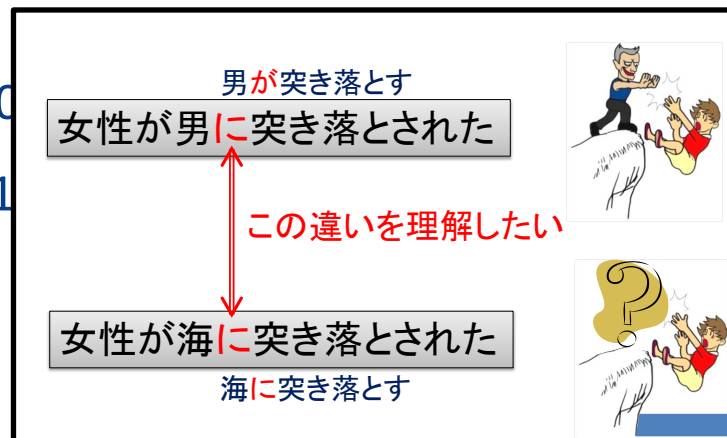 男が突き落とす
女性が男に突き落とされた
この違いを理解したい
?
女性が海に突き落とされた
海に突き落とす